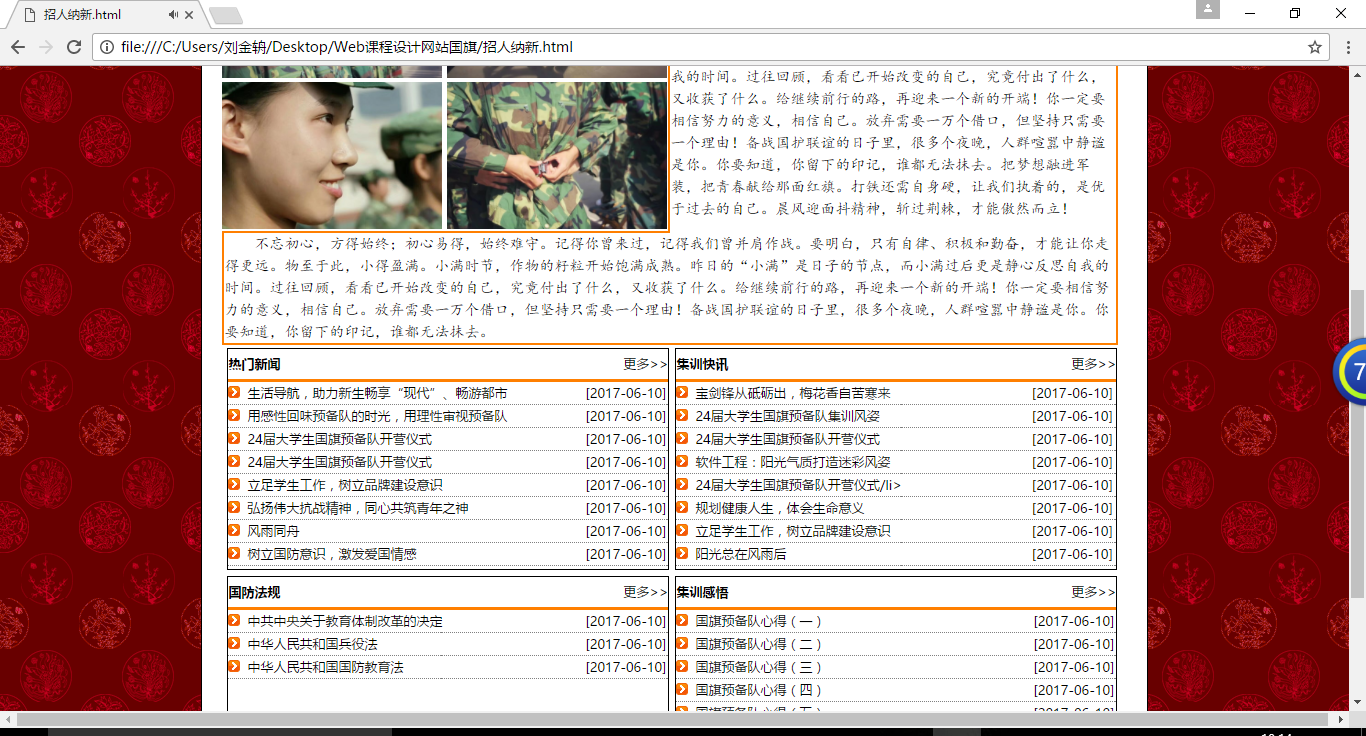 招人纳新.html
file:///C:/Users/刘金钠/Desktop/Web课程设计网站国旗/招人纳新.html
我的时间。过往回顾，看看已开始改变的自己，究竟付出了什么，
又收获了什么。给继续前行的路，再迎来一个新的开端！你一定要
相信努力的意义，相信自己。放弃需要一万个借口，但坚持只需要
一个理由！备战国护联谊的日子里，很多个夜晚，人群喧嚣中静谧
是你。你要知道，你留下的印记，谁都无法抹去。把梦想融进军
装，把青春献给那面红旗。打铁还需自身硬，让我们执着的，是优
于过去的自己。晨风迎面抖精神，斩过荆棘，才能傲然而立！
不忘初心，方得始终；初心易得，始终难守。记得你曾来过，记得我们曾并肩作战。要明白，只有自律、积极和勤奋，才能让你走
得更远。物至于此，小得盈满。小满时节，作物的籽粒开始饱满成熟。昨日的“小满”是日子的节点，而小满过后更是静心反思自我的
时间。过往回顾，看看已开始改变的自己，究竟付出了什么，又收获了什么。给继续前行的路，再迎来一个新的开端！你一定要相信努
力的意义，相信自己。放弃需要一万个借口，但坚持只需要一个理由！备战国护联谊的日子里，很多个夜晚，人群喧嚣中静谧是你。你
要知道，你留下的印记，谁都无法抹去。
热门新闻 更多>>
生活导航，助力新生畅享“现代”、畅游都市 [2017-06-10]
用感性回味预备队的时光，用理性审视预备队 [2017-06-10]
24届大学生国旗预备队开营仪式 [2017-06-10]
24届大学生国旗预备队开营仪式 [2017-06-10]
立足学生工作，树立品牌建设意识 [2017-06-10]
弘扬伟大抗战精神，同心共筑青年之神 [2017-06-10]
风雨同舟 [2017-06-10]
树立国防意识，激发爱国情感 [2017-06-10]
集训快讯 更多>>
宝剑锋从砥砺出，梅花香自苦寒来 [2017-06-10]
24届大学生国旗预备队集训风姿 [2017-06-10]
24届大学生国旗预备队开营仪式 [2017-06-10]
软件工程：阳光气质打造迷彩风姿 [2017-06-10]
24届大学生国旗预备队开营仪式/li> [2017-06-10]
规划健康人生，体会生命意义 [2017-06-10]
立足学生工作，树立品牌建设意识 [2017-06-10]
阳光总在风雨后 [2017-06-10]
国防法规 更多>>
中共中央关于教育体制改革的决定 [2017-06-10]
中华人民共和国兵役法 [2017-06-10]
中华人民共和国国防教育法 [2017-06-10]
集训感悟 更多>>
国旗预备队心得（一） [2017-06-10]
国旗预备队心得（二） [2017-06-10]
国旗预备队心得（三） [2017-06-10]
国旗预备队心得（四） [2017-06-10]
国旗预备队心得（五） [2017-06-10]
7